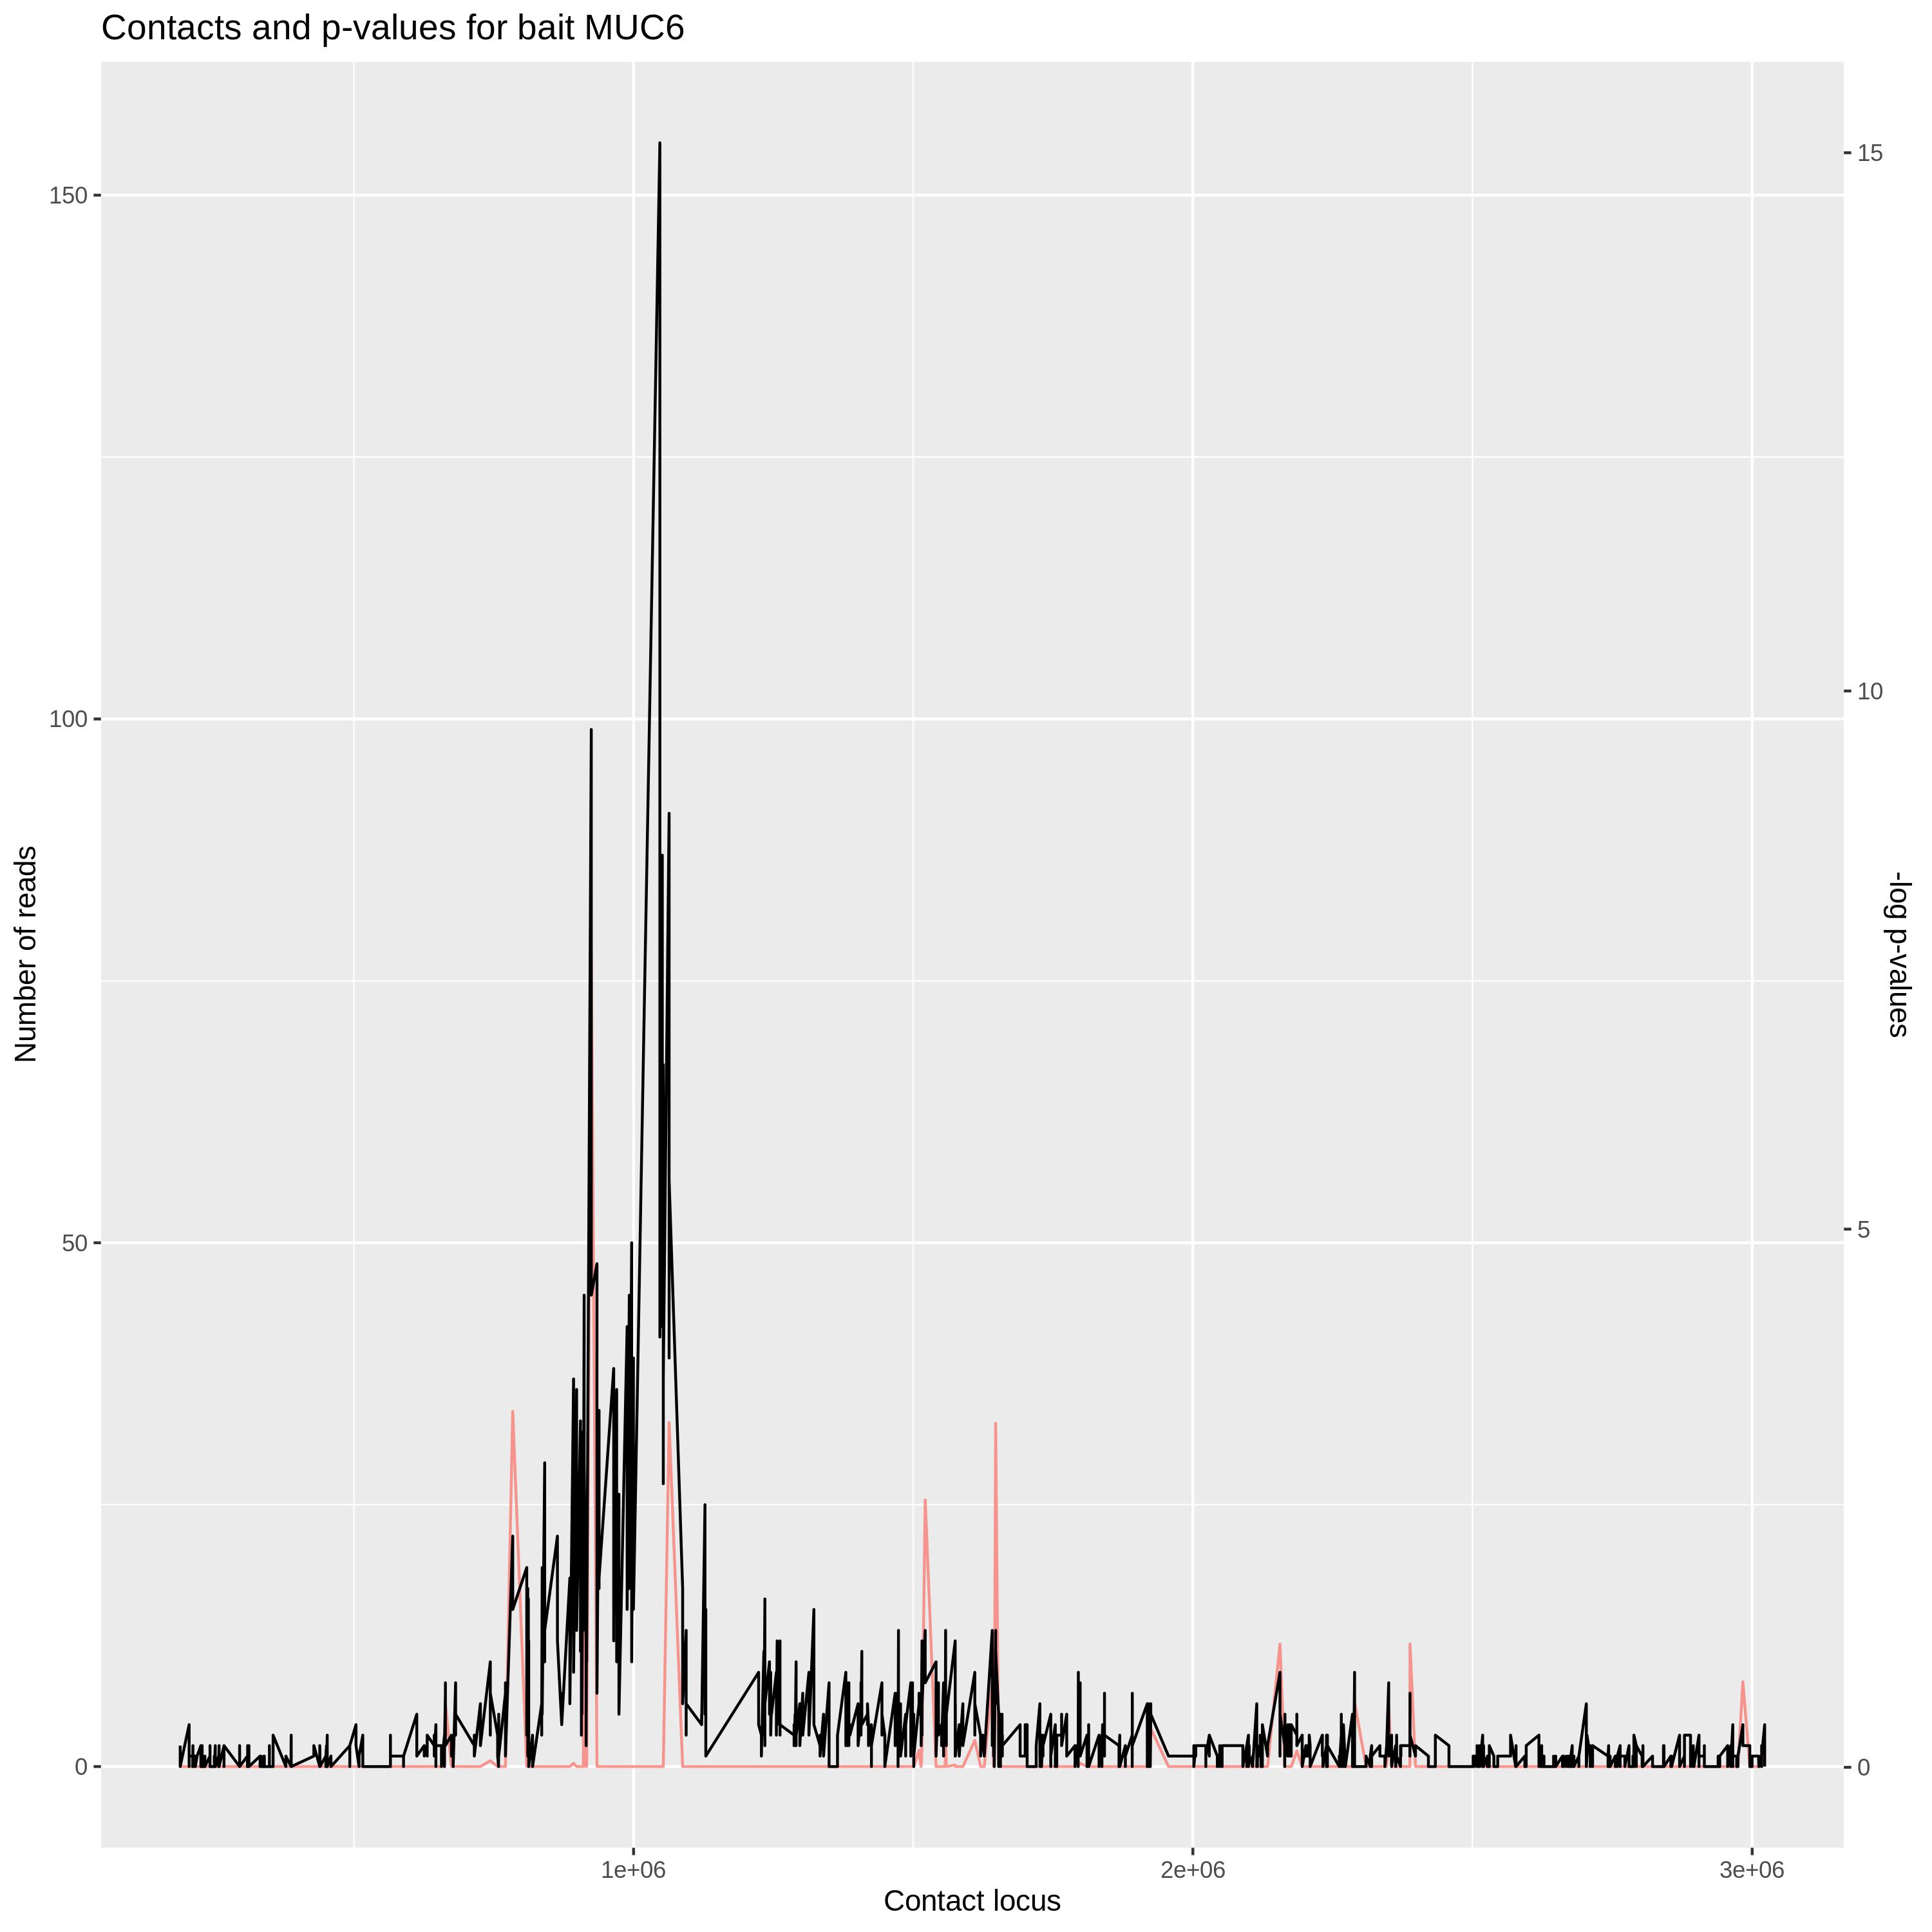 Contacts and p-values for bait MUC6
150
100
50
0
Number of reads
15
10
5
0
-log p-values
1e+06
2e+06
3e+06
Contact locus